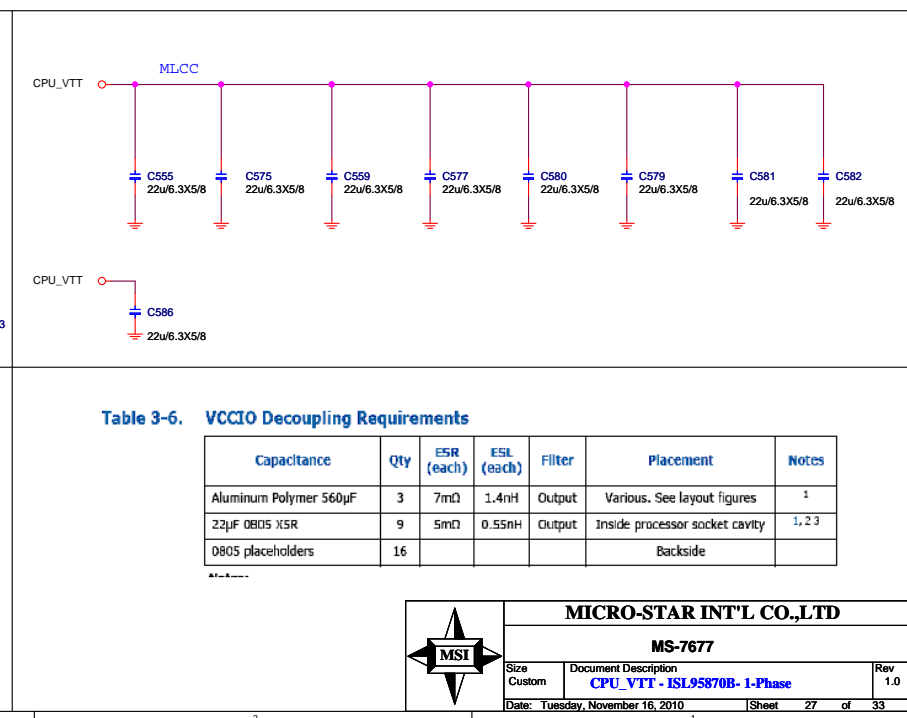 MLCC
CPU_VTT
C555 C575 C559 C577 C580 C579 C581 C582
22u/6.3X5/8 22u/6.3X5/8 22u/6.3X5/8 22u/6.3X5/8 22u/6.3X5/8 22u/6.3X5/8 22u/6.3X5/8 22u/6.3X5/8
CPU_VTT
C586
3
22u/6.3X5/8
Table 3-6. VCCIO Decoupling Requirements
Capacitance Qty ESR (each) ESL (each) Filter Placement Notes
Aluminum Polymer 560µF 3 7mΩ 1.4nH Output Various. See layout figures 1
22µF 0805 X5R 9 5mΩ 0.55nH Output Inside processor socket cavity 1, 2 3
0805 placeholders 16 Backside
MICRO-STAR INT'L CO.,LTD
MSI
MS-7677
Size Document Description Rev
Custom CPU_VTT - ISL95870B- 1-Phase 1.0
Date: Tuesday, November 16, 2010 Sheet 27 of 33
2 1